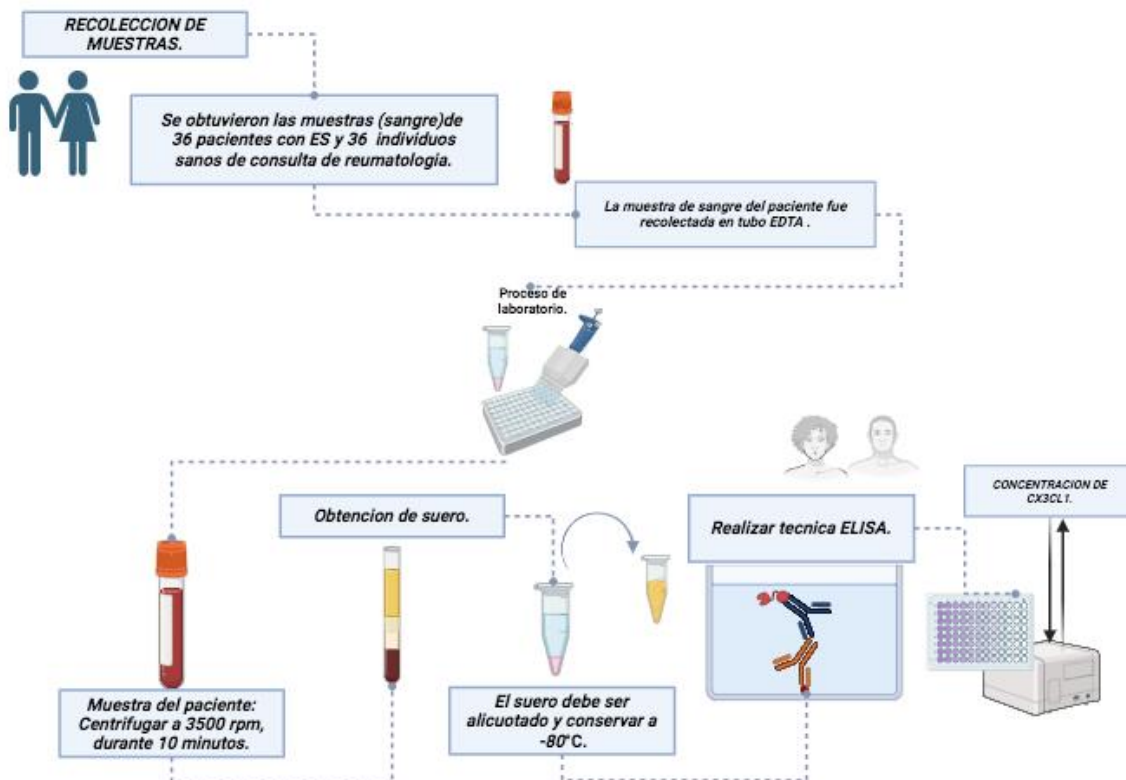 RECOLECCION DE
MUESTRAS.
Se obtuvieron las muestras (sangre)de
36 pacientes con ES y 36 individuos
sanos de consulta de reumatologia.
La muestra de sangre del paciente fue
recolectada en tubo EDTA .
Proceso de
laboratorio.
Obtencion de suero.
Realizar tecnica ELISA.
CONCENTRACION DE
CX3CL1.
Muestra del paciente:
Centrifugar a 3500 rpm,
durante 10 minutos.
El suero debe ser
alicuotado y conservar a
-80°C.